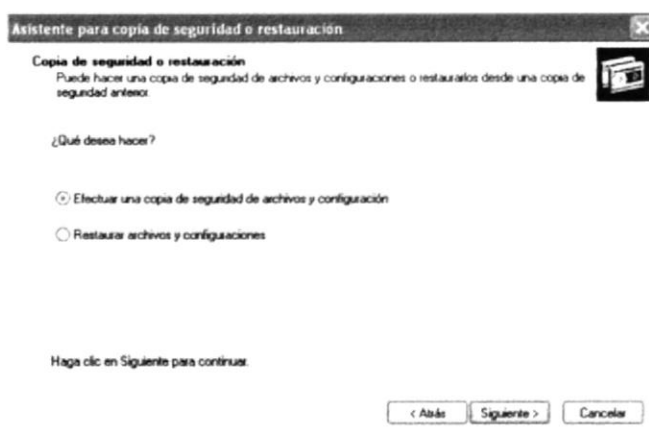 Asistente para copia de seguridad o restauración
Copia de seguridad o restauración
Puede hacer una copia de seguridad de archivos y configuraciones o restaurarlos desde una copia de
seguridad anterior.
¿Qué desea hacer?
Efectuar una copia de seguridad de archivos y configuración
Restaurar archivos y configuraciones
Haga clic en Siguiente para continuar.
< Atrás Siguiente > Cancelar